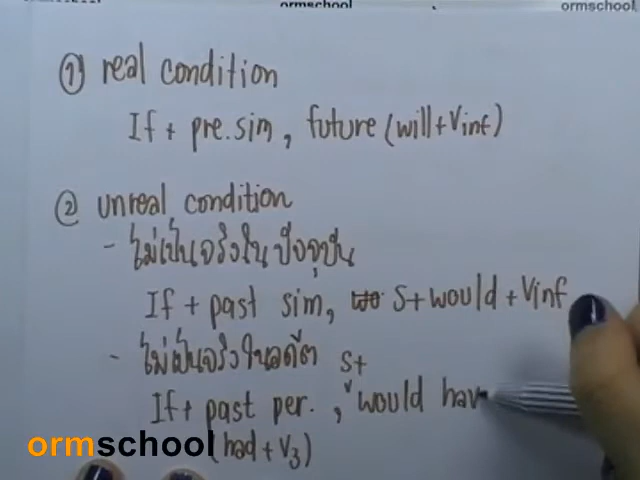 ormschool ormschool
① real condition
If + pre. sim, future (will + Vinf)
② unreal condition
- ไม่เป็นจริงในปัจจุบัน
If + past sim, S + would + Vinf
- ไม่เป็นจริงในอดีต S+
If + past per. , would hav
(had + V3)
ormschool